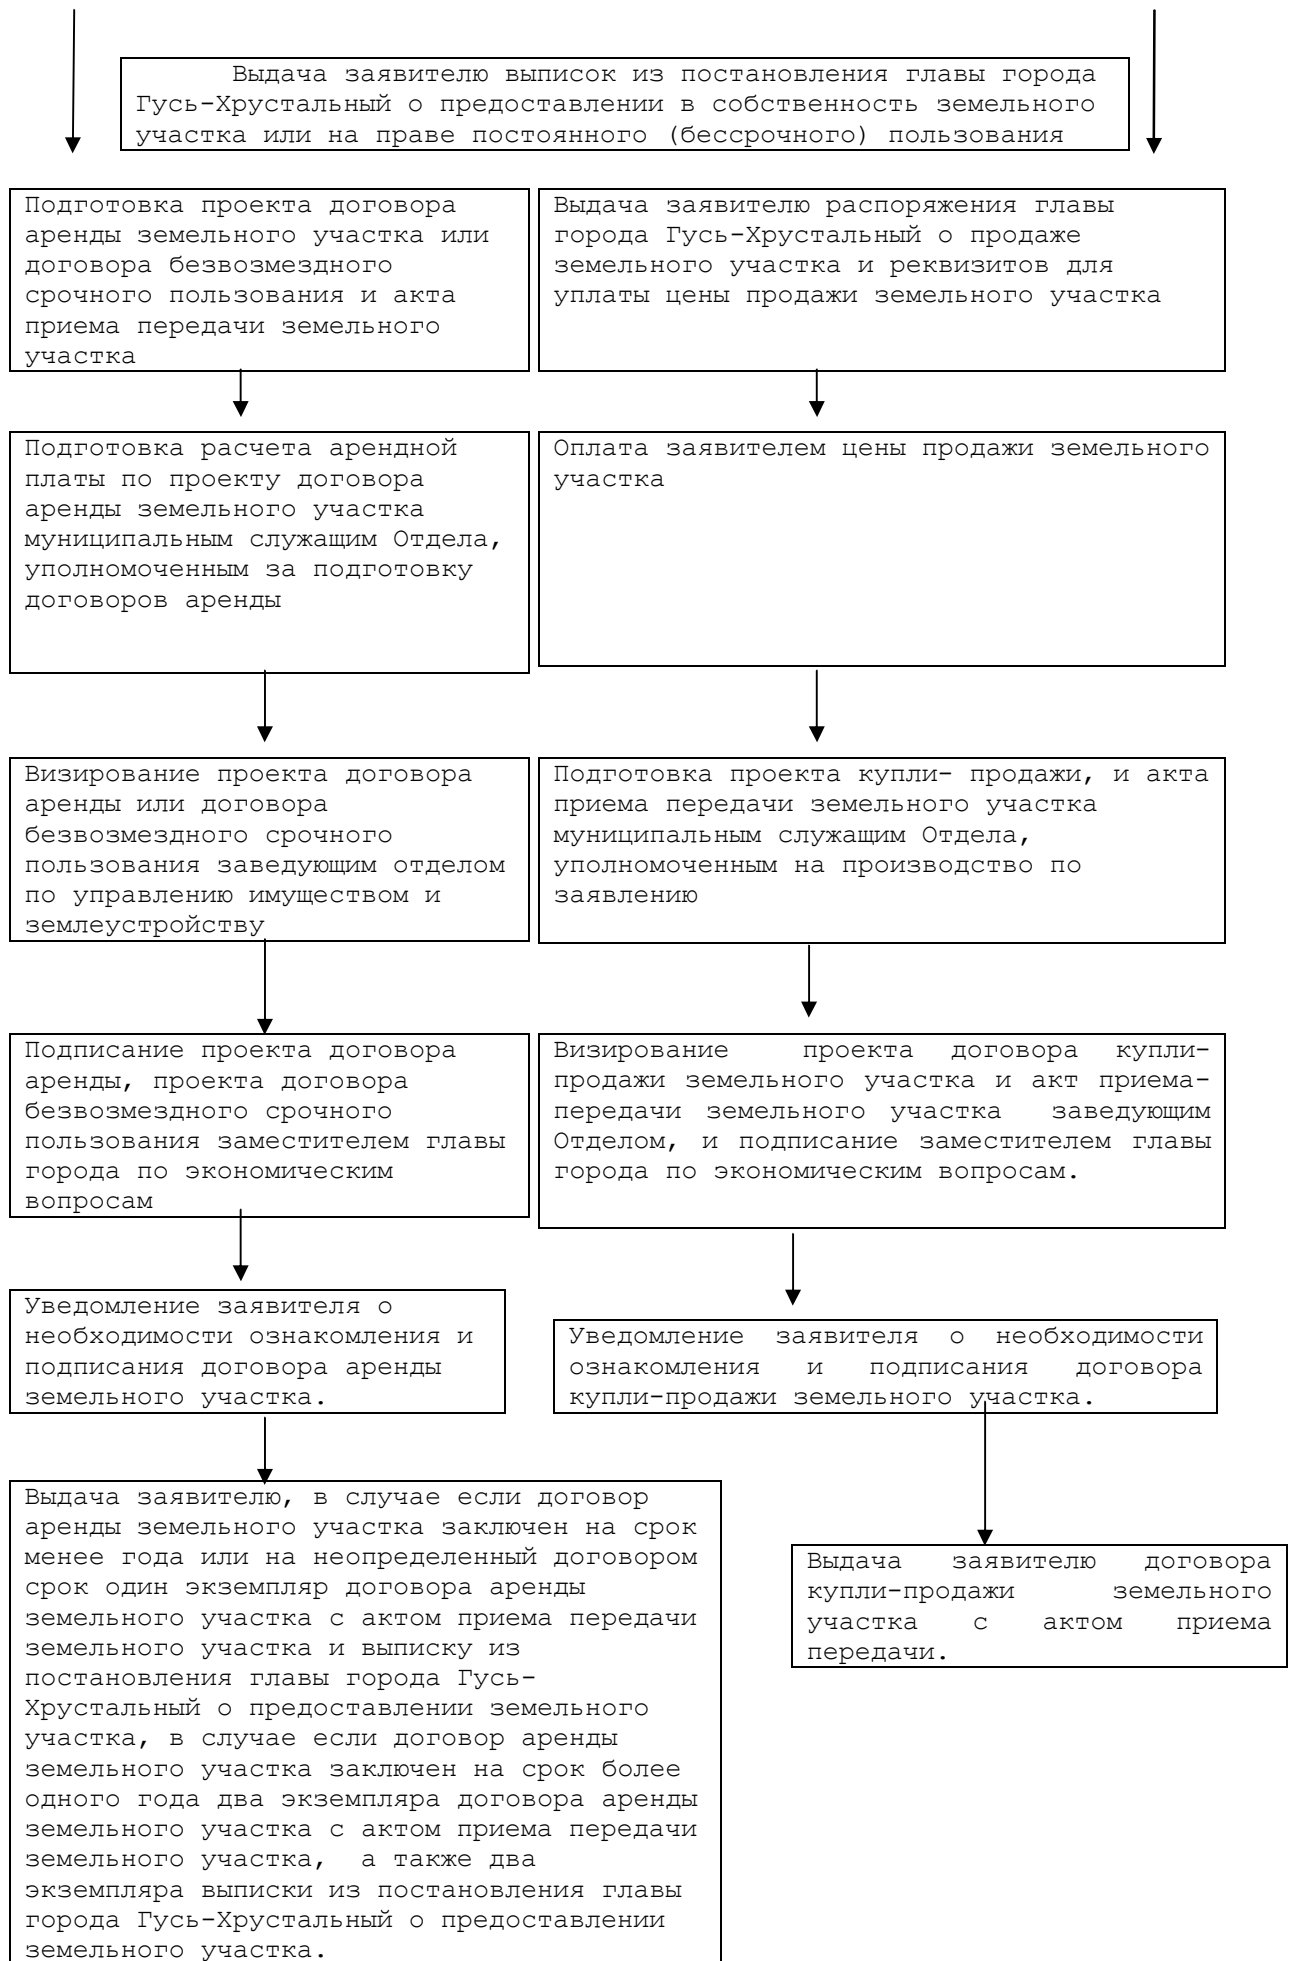 Выдача заявителю выписок из постановления главы города
Гусь-Хрустальный о предоставлении в собственность земельного
участка или на праве постоянного (бессрочного) пользования
Подготовка проекта договора
аренды земельного участка или
договора безвозмездного
срочного пользования и акта
приема передачи земельного
участка
Выдача заявителю распоряжения главы
города Гусь-Хрустальный о продаже
земельного участка и реквизитов для
уплаты цены продажи земельного участка
Подготовка расчета арендной
платы по проекту договора
аренды земельного участка
муниципальным служащим Отдела,
уполномоченным за подготовку
договоров аренды
Оплата заявителем цены продажи земельного
участка
Визирование проекта договора
аренды или договора
безвозмездного срочного
пользования заведующим отделом
по управлению имуществом и
землеустройству
Подготовка проекта купли- продажи, и акта
приема передачи земельного участка
муниципальным служащим Отдела,
уполномоченным на производство по
заявлению
Подписание проекта договора
аренды, проекта договора
безвозмездного срочного
пользования заместителем главы
города по экономическим
вопросам
Визирование проекта договора купли-
продажи земельного участка и акт приема-
передачи земельного участка заведующим
Отделом, и подписание заместителем главы
города по экономическим вопросам.
Уведомление заявителя о
необходимости ознакомления и
подписания договора аренды
земельного участка.
Уведомление заявителя о необходимости
ознакомления и подписания договора
купли-продажи земельного участка.
Выдача заявителю, в случае если договор
аренды земельного участка заключен на срок
менее года или на неопределенный договором
срок один экземпляр договора аренды
земельного участка с актом приема передачи
земельного участка и выписку из
постановления главы города Гусь-
Хрустальный о предоставлении земельного
участка, в случае если договор аренды
земельного участка заключен на срок более
одного года два экземпляра договора аренды
земельного участка с актом приема передачи
земельного участка, а также два
экземпляра выписки из постановления главы
города Гусь-Хрустальный о предоставлении
земельного участка.
Выдача заявителю договора
купли-продажи земельного
участка с актом приема
передачи.